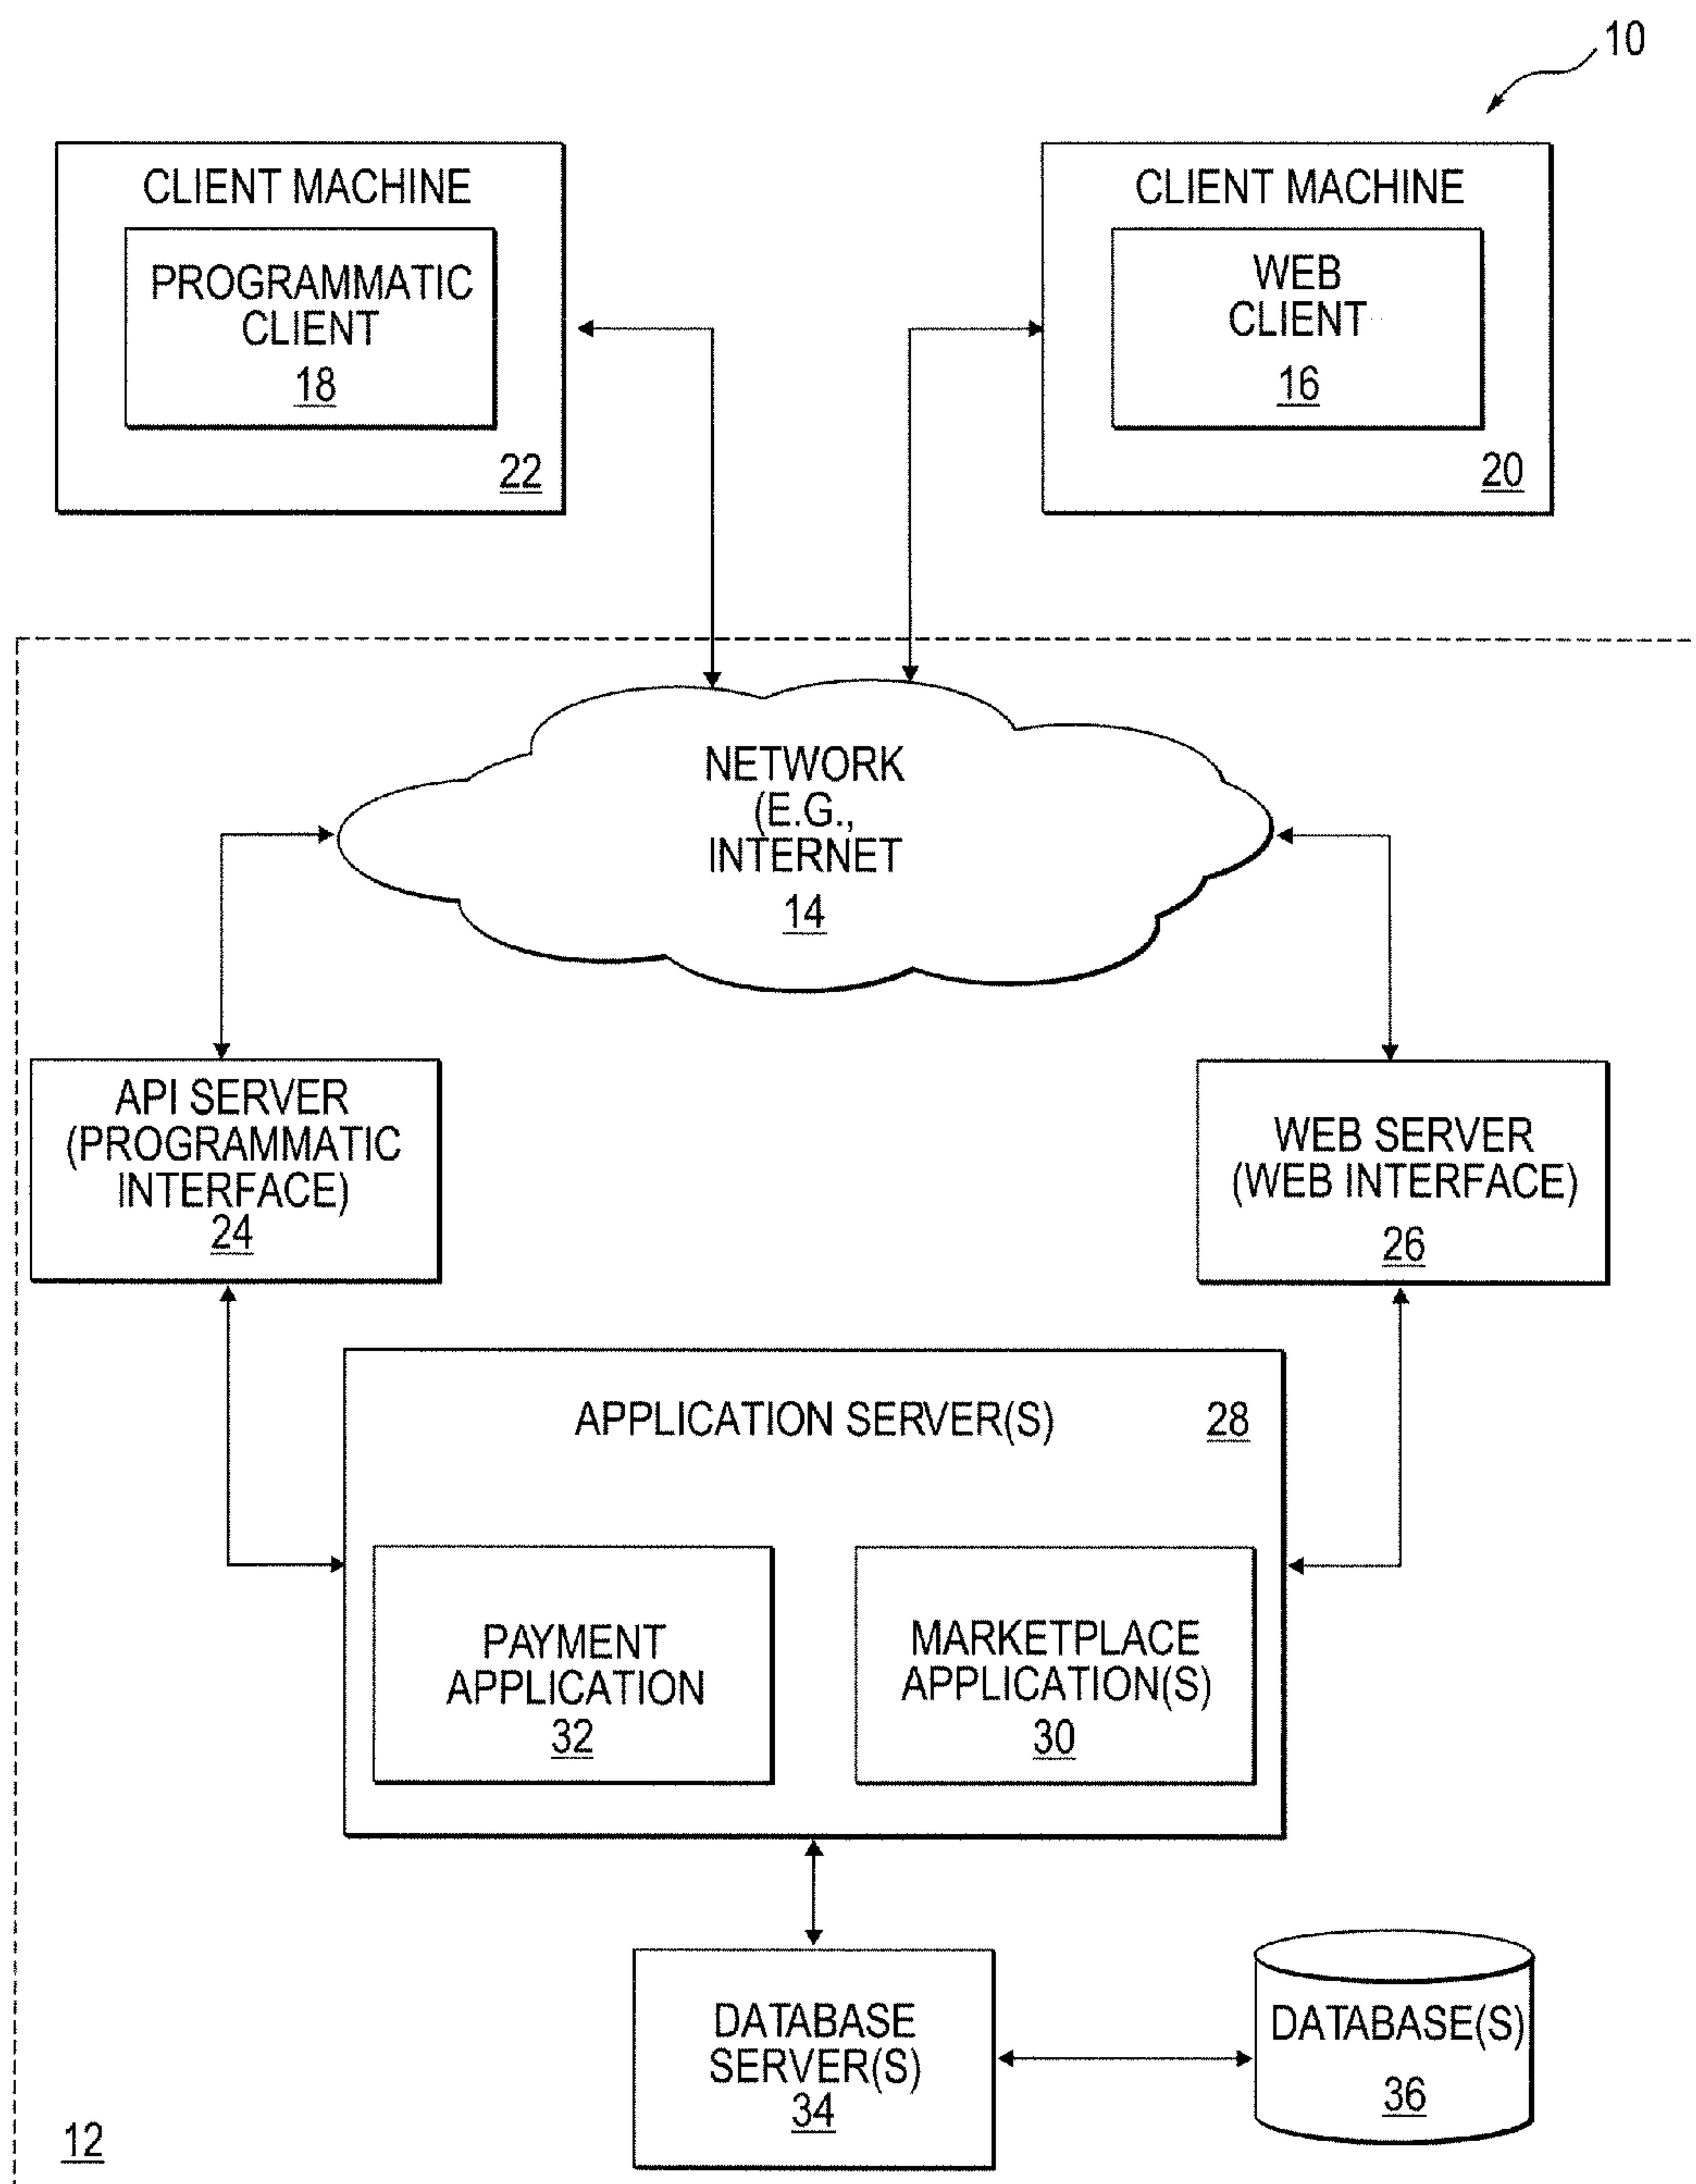 10
CLIENT MACHINE
PROGRAMMATIC
CLIENT
18
22
CLIENT MACHINE
WEB
CLIENT
16
20
NETWORK
(E.G.,
INTERNET
14
API SERVER
(PROGRAMMATIC
INTERFACE)
24
WEB SERVER
(WEB INTERFACE)
26
APPLICATION SERVER(S)
28
PAYMENT
APPLICATION
32
MARKETPLACE
APPLICATION(S)
30
DATABASE
SERVER(S)
34
DATABASE(S)
36
12